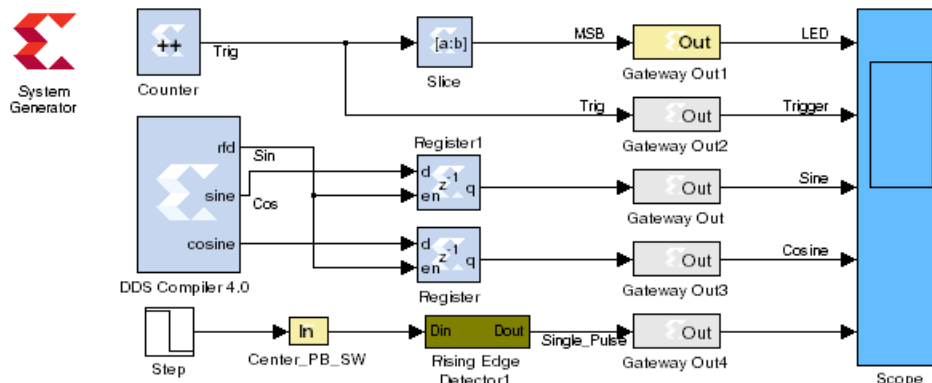 System
Generator
++
Counter
Trig
[a:b]
Slice
MSB
Out
Gateway Out1
LED
Trig
Out
Gateway Out2
Trigger
rfd
sine
cosine
DDS Compiler 4.0
Sin
Cos
Register1
d
en
z-1
q
Out
Gateway Out
Sine
d
en
z-1
q
Register
Out
Gateway Out3
Cosine
Step
In
Center_PB_SW
Din
Dout
Rising Edge
Detector1
Single_Pulse
Out
Gateway Out4
Scope